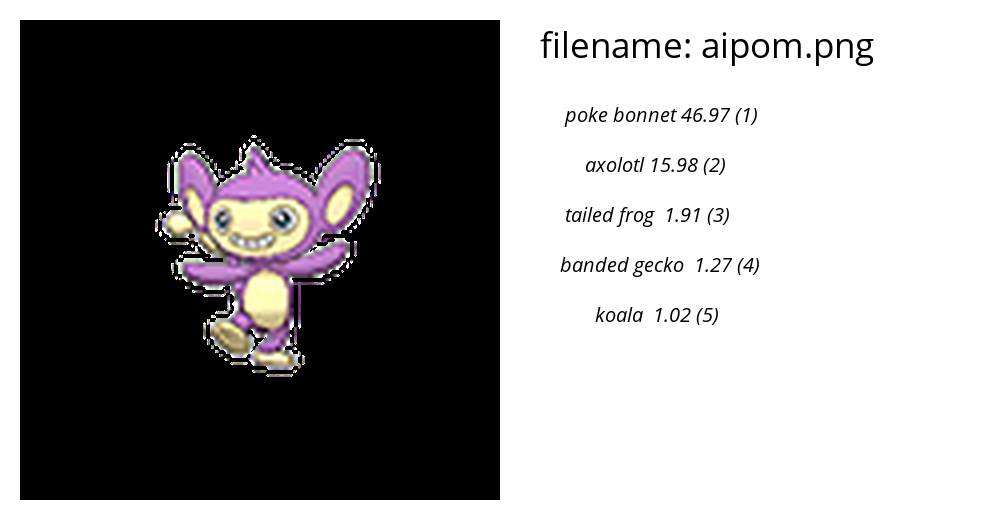 filename: aipom.png
poke bonnet 46.97 (1)
axolotl 15.98 (2)
tailed frog 1.91 (3)
banded gecko 1.27 (4)
koala 1.02 (5)